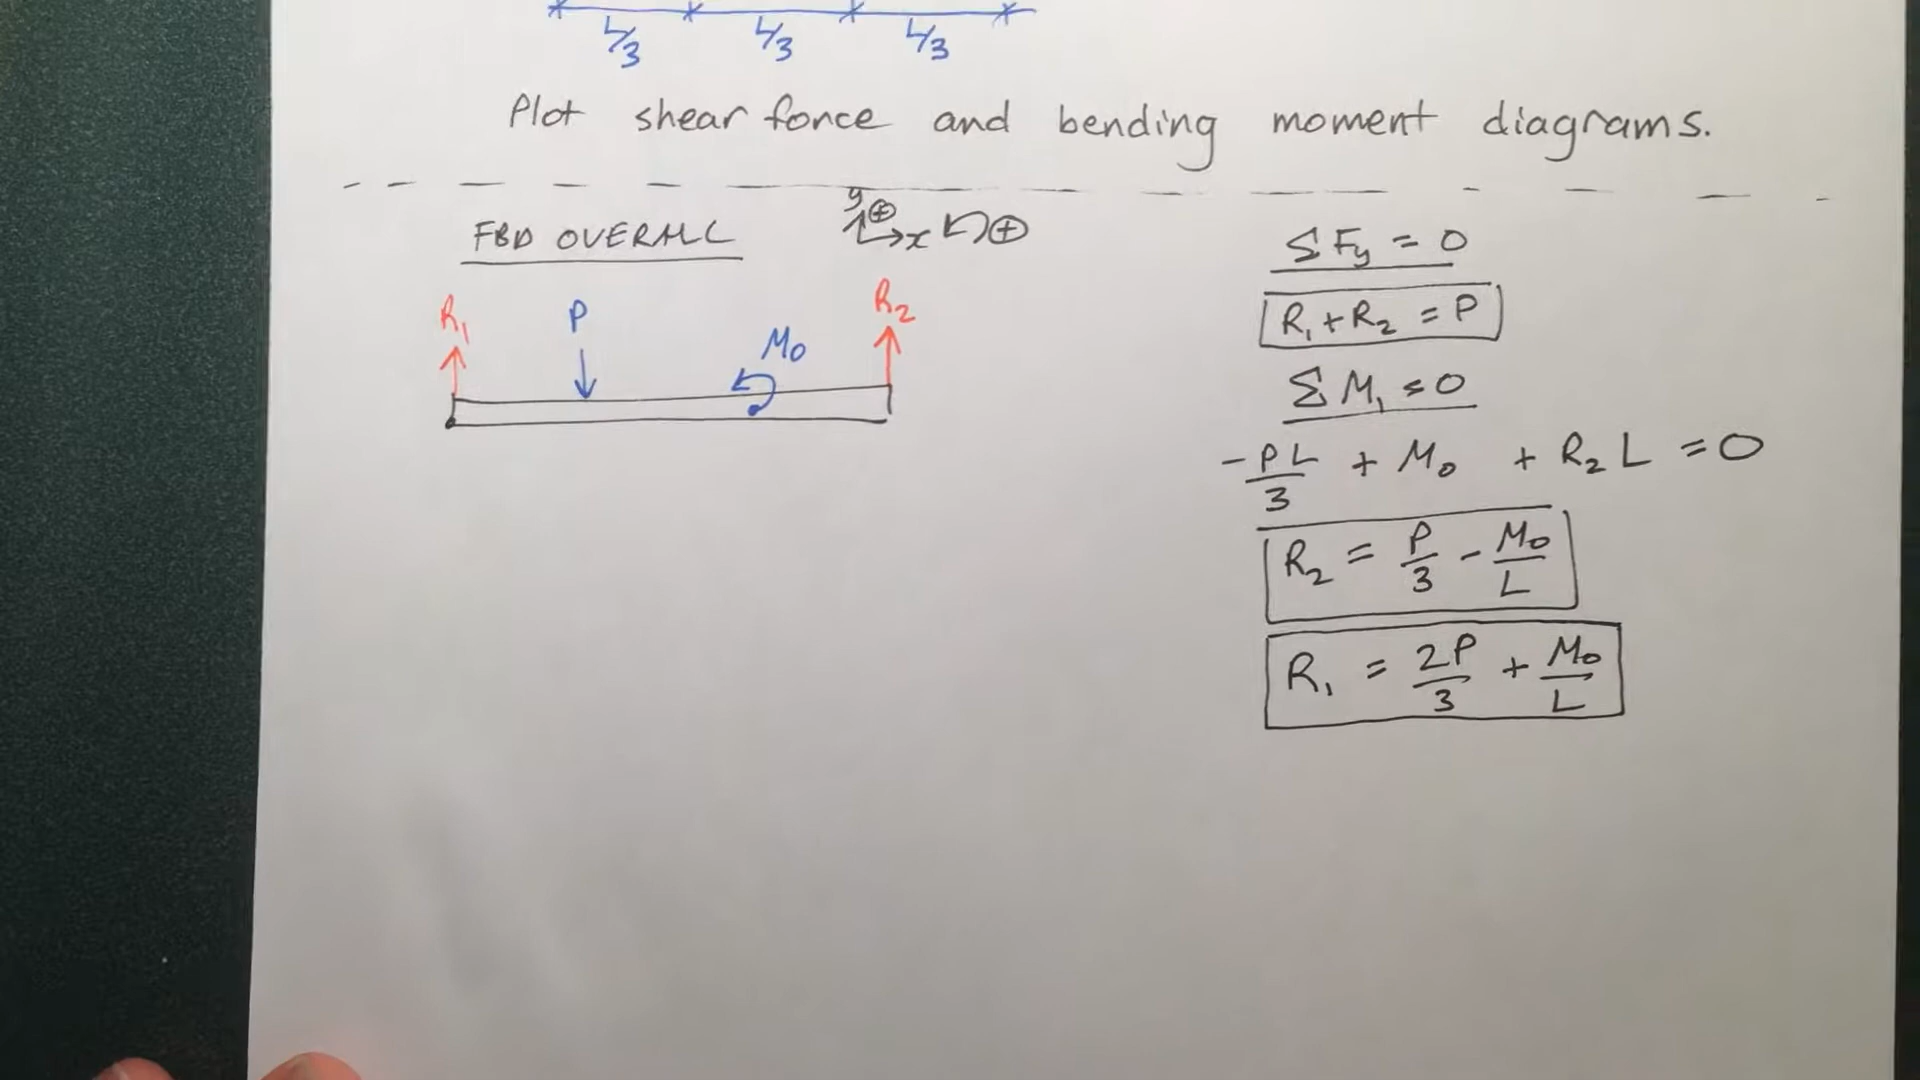 L/3 L/3 L/3
Plot shear force and bending moment diagrams.
FBD OVERALL
y ⊕ x ⊕
R₁ P M₀ R₂
ΣFy = 0
R₁ + R₂ = P
ΣM₁ = 0
-PL/3 + M₀ + R₂L = 0
R₂ = P/3 - M₀/L
R₁ = 2P/3 + M₀/L